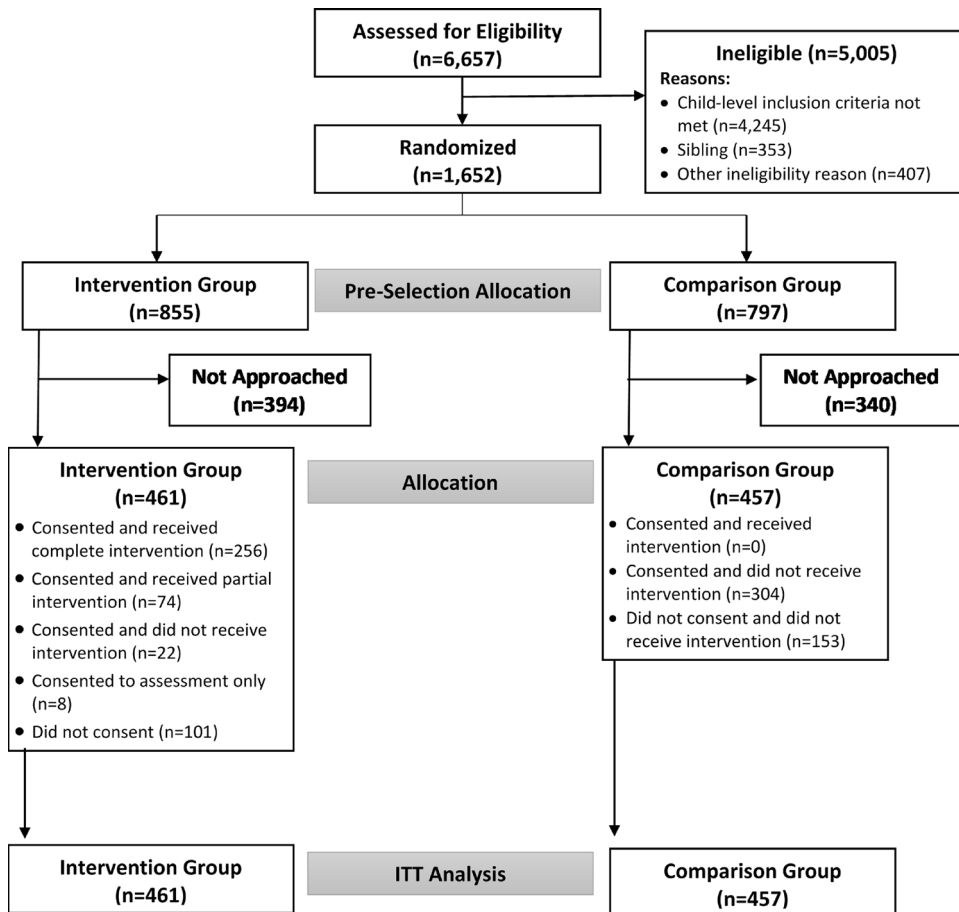 Assessed for Eligibility
(n=6,657)
Ineligible (n=5,005)
Reasons:
• Child-level inclusion criteria not
met (n=4,245)
• Sibling (n=353)
• Other ineligibility reason (n=407)
Randomized
(n=1,652)
Intervention Group
(n=855)
Pre-Selection Allocation
Comparison Group
(n=797)
Not Approached
(n=394)
Not Approached
(n=340)
Intervention Group
(n=461)
• Consented and received
complete intervention (n=256)
• Consented and received partial
intervention (n=74)
• Consented and did not receive
intervention (n=22)
• Consented to assessment only
(n=8)
• Did not consent (n=101)
Allocation
Comparison Group
(n=457)
• Consented and received
intervention (n=0)
• Consented and did not receive
intervention (n=304)
• Did not consent and did not
receive intervention (n=153)
Intervention Group
(n=461)
ITT Analysis
Comparison Group
(n=457)